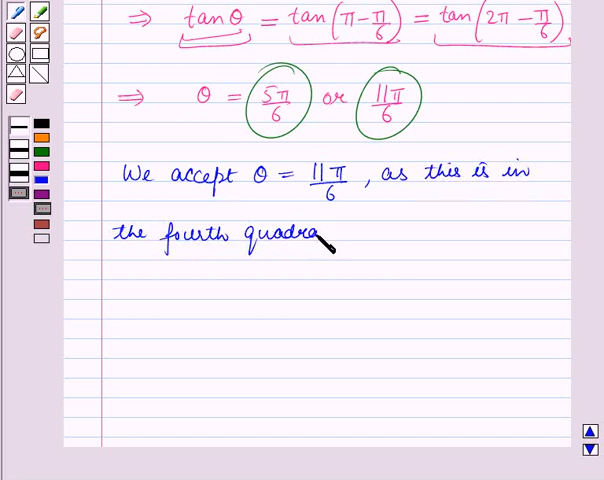 ⇒ tan θ = tan(π − π/6) = tan(2π − π/6)
⇒ θ = 5π/6 or 11π/6
We accept θ = 11π/6 , as this is in
the fourth quadra